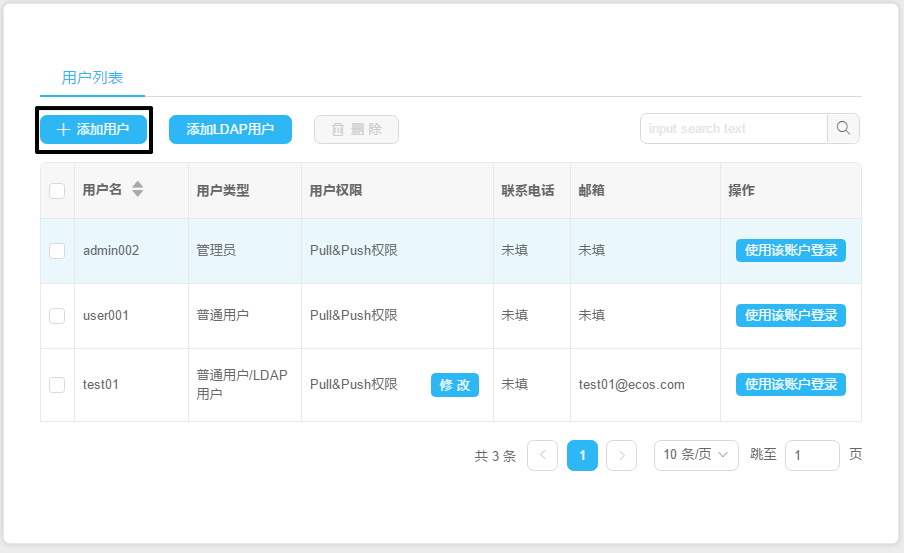 用户列表
添加用户 添加LDAP用户 删 除 input search text
用户名 用户类型 用户权限 联系电话 邮箱 操作
admin002 管理员 Pull&Push权限 未填 未填 使用该账户登录
user001 普通用户 Pull&Push权限 未填 未填 使用该账户登录
test01 普通用户/LDAP用户 Pull&Push权限 修 改 未填 test01@ecos.com 使用该账户登录
共 3 条 1 10 条/页 跳至 1 页